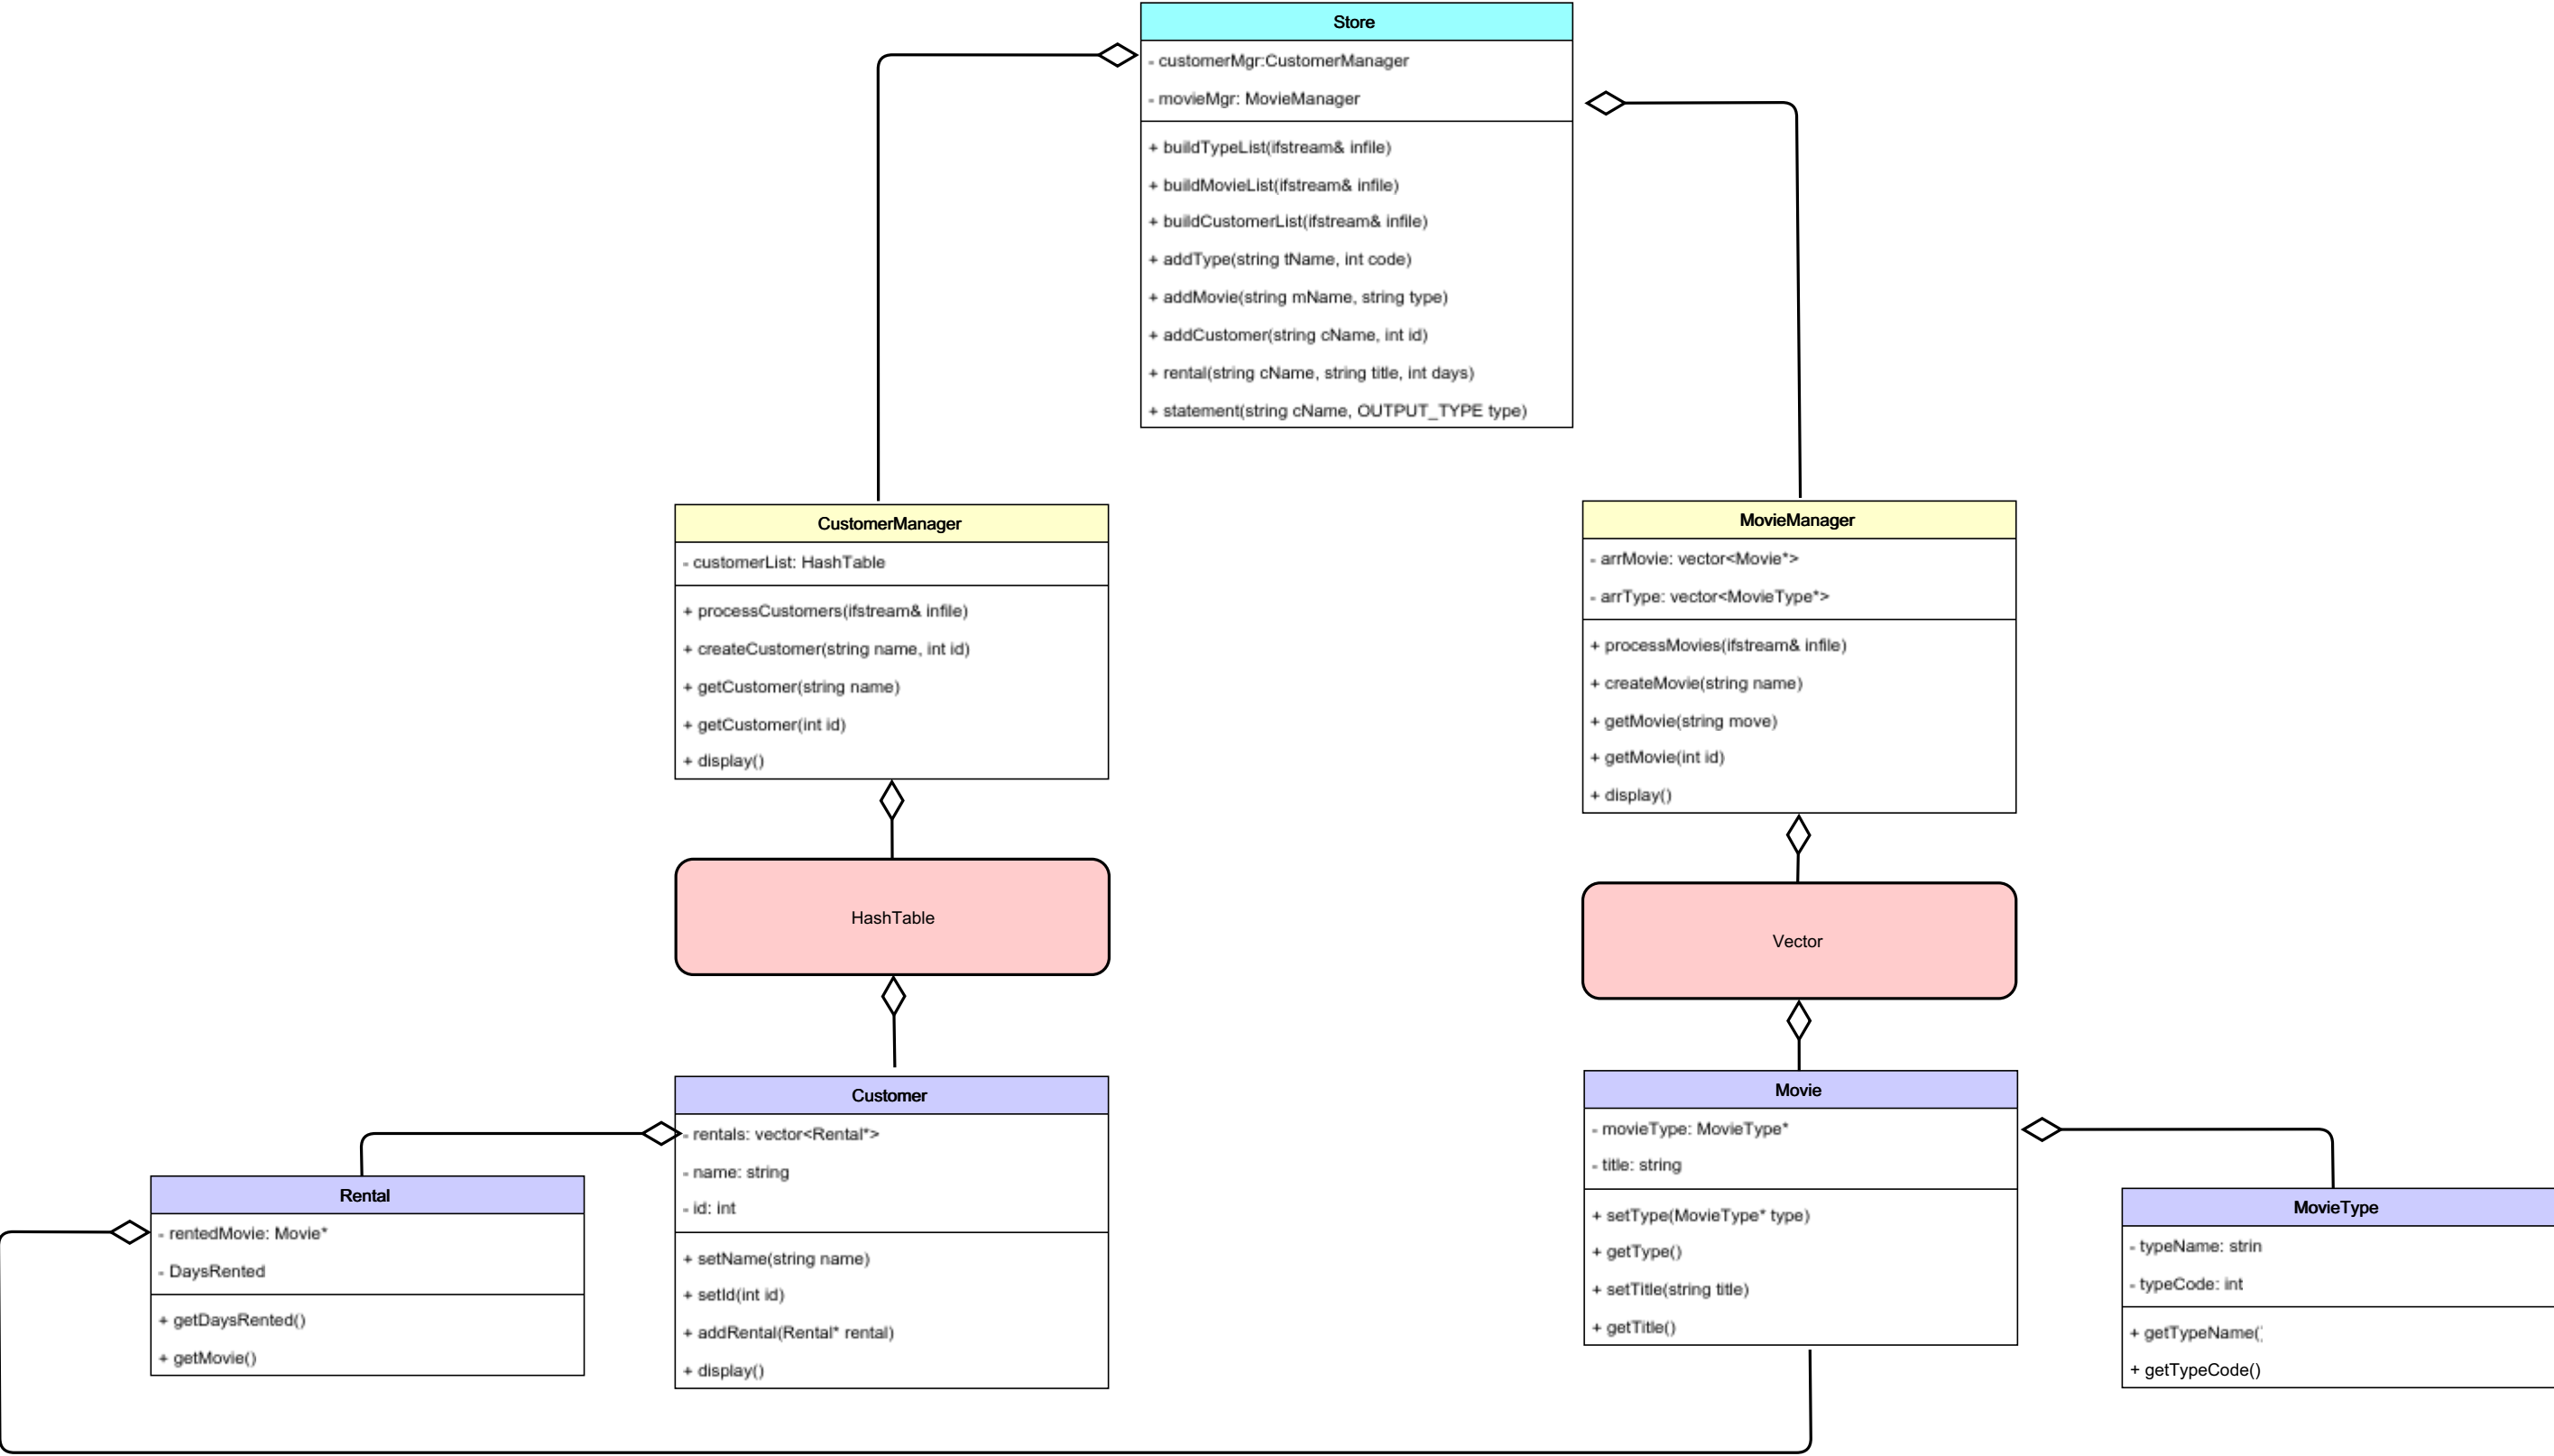 Store
- customerMgr:CustomerManager
- movieMgr: MovieManager
+ buildTypeList(ifstream& infile)
+ buildMovieList(ifstream& infile)
+ buildCustomerList(ifstream& infile)
+ addType(string tName, int code)
+ addMovie(string mName, string type)
+ addCustomer(string cName, int id)
+ rental(string cName, string title, int days)
+ statement(string cName, OUTPUT_TYPE type)
CustomerManager
- customerList: HashTable
+ processCustomers(ifstream& infile)
+ createCustomer(string name, int id)
+ getCustomer(string name)
+ getCustomer(int id)
+ display()
MovieManager
- arrMovie: vector<Movie*>
- arrType: vector<MovieType*>
+ processMovies(ifstream& infile)
+ createMovie(string name)
+ getMovie(string move)
+ getMovie(int id)
+ display()
HashTable
Vector
Customer
- rentals: vector<Rental*>
- name: string
- id: int
+ setName(string name)
+ setId(int id)
+ addRental(Rental* rental)
+ display()
Movie
- movieType: MovieType*
- title: string
+ setType(MovieType* type)
+ getType()
+ setTitle(string title)
+ getTitle()
Rental
- rentedMovie: Movie*
- DaysRented
+ getDaysRented()
+ getMovie()
MovieType
- typeName: strin
- typeCode: int
+ getTypeName(
+ getTypeCode()